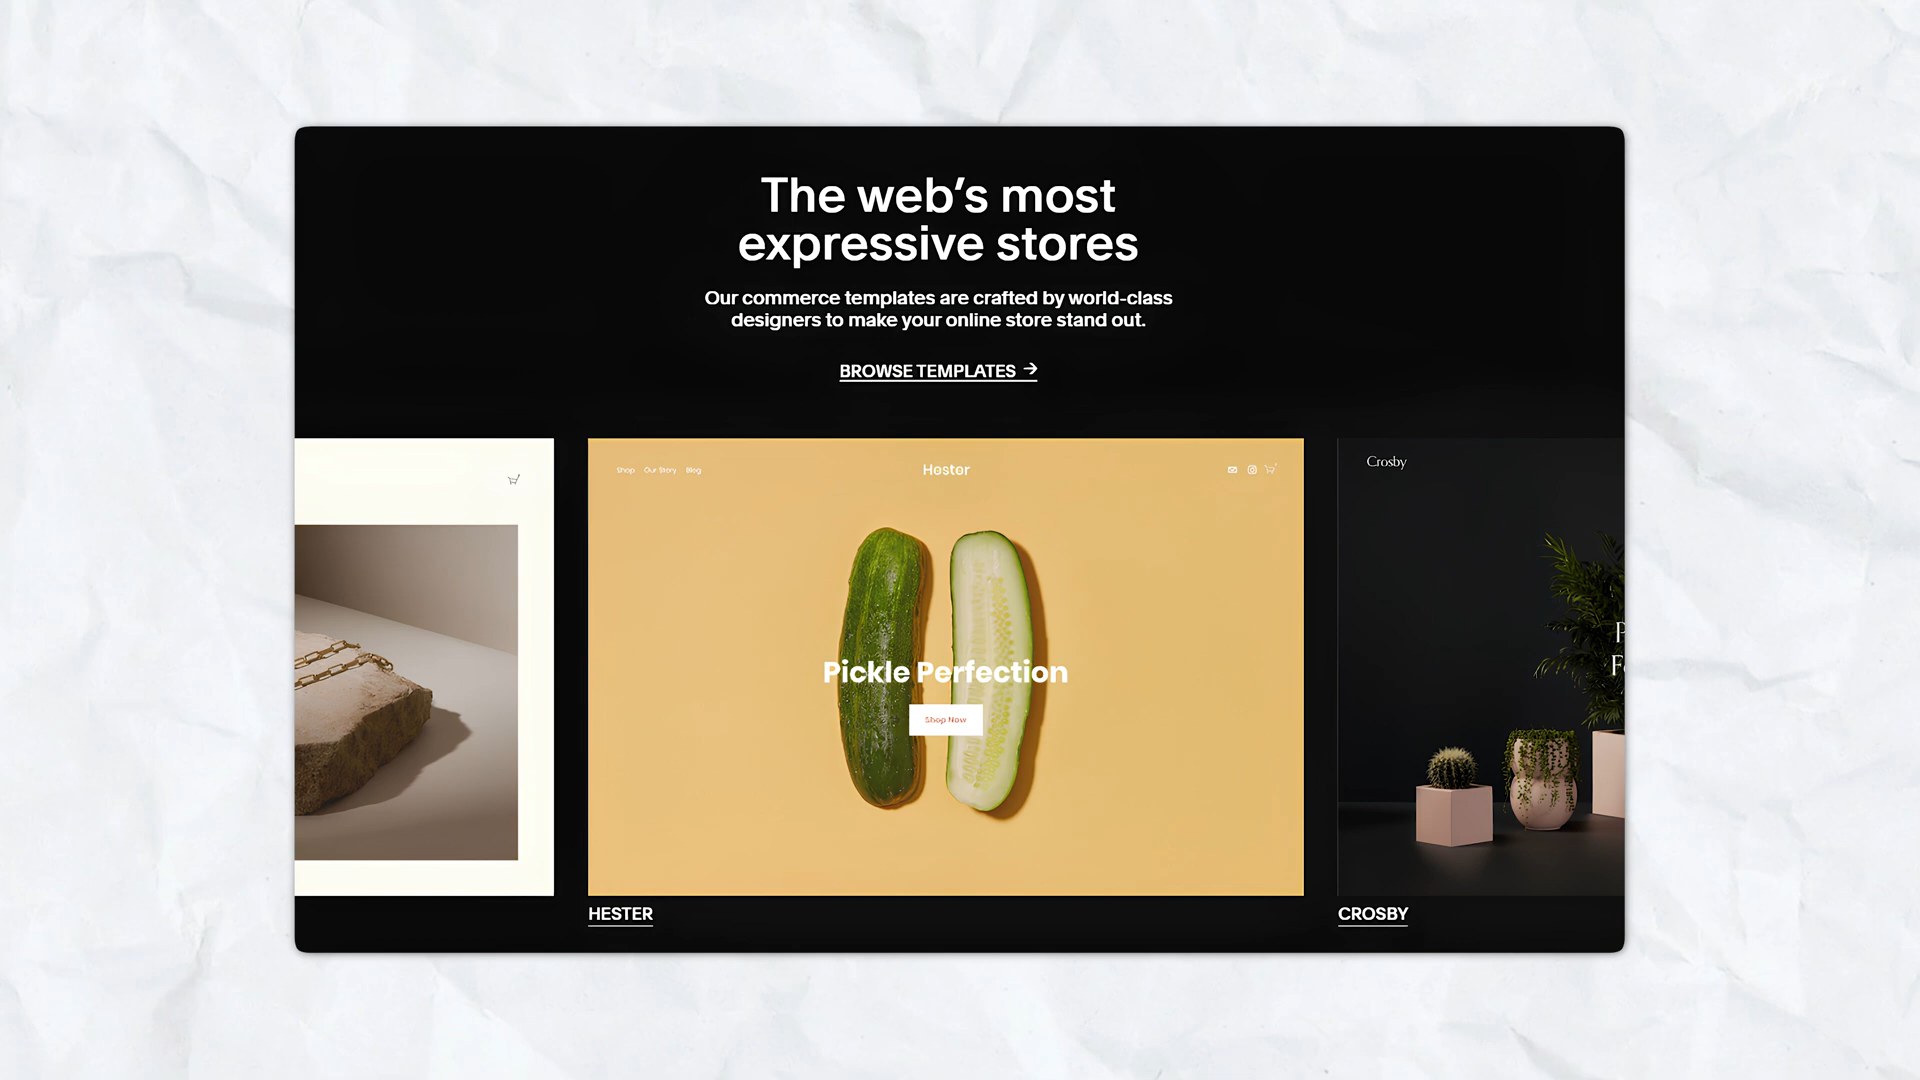 The web's most
expressive stores
Our commerce templates are crafted by world-class
designers to make your online store stand out.
BROWSE TEMPLATES →
Shop Our Story Blog
Hester
Pickle Perfection
Shop Now
HESTER
Crosby
P
F
CROSBY